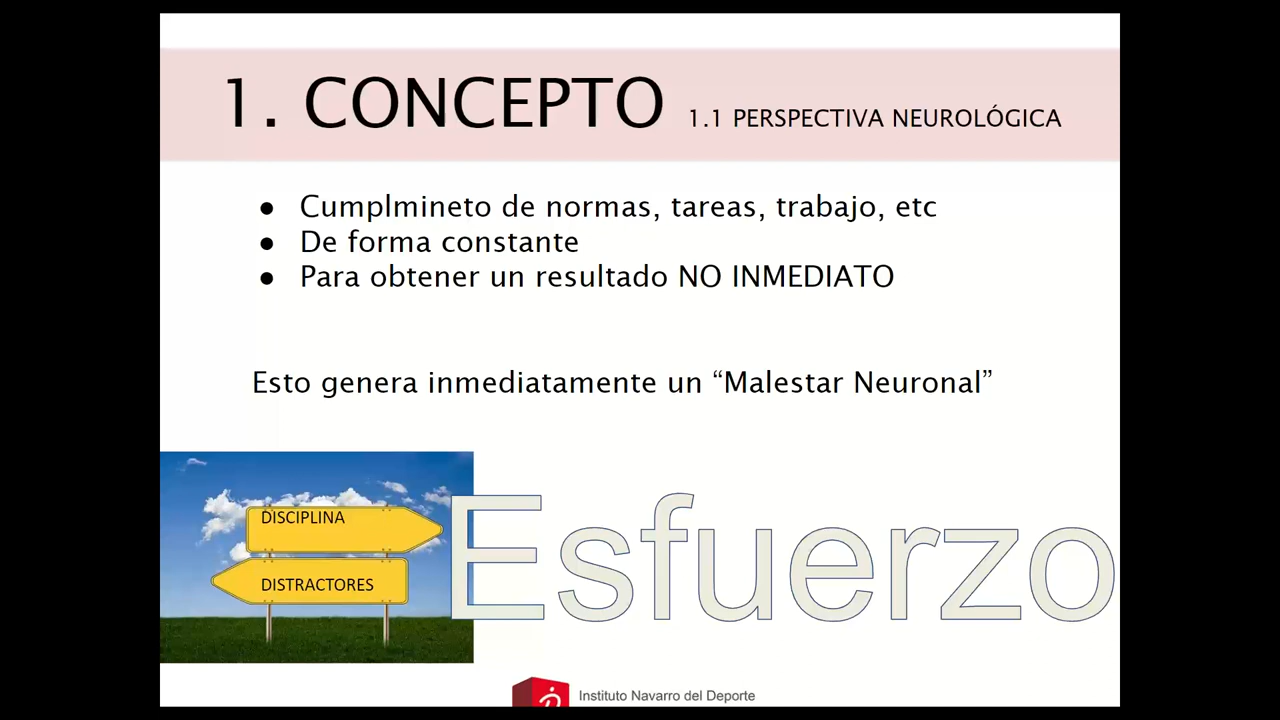 1. CONCEPTO 1.1 PERSPECTIVA NEUROLÓGICA
● Cumplmineto de normas, tareas, trabajo, etc
● De forma constante
● Para obtener un resultado NO INMEDIATO
Esto genera inmediatamente un “Malestar Neuronal”
DISCIPLINA
DISTRACTORES
Esfuerzo
Instituto Navarro del Deporte